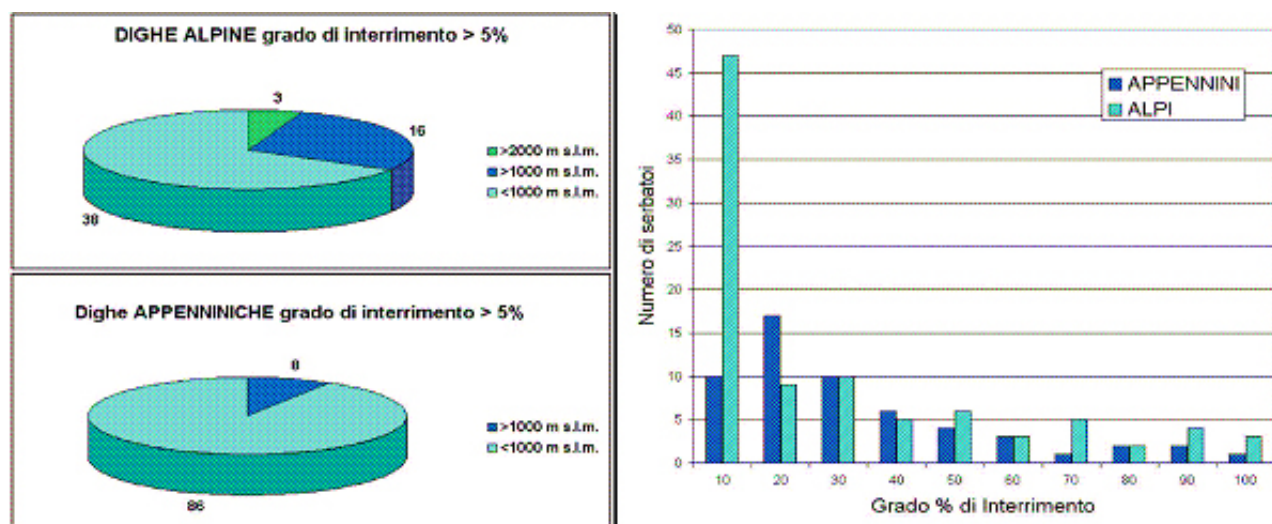 DIGHE ALPINE grado di interrimento > 5%
3
16
38
>2000 m s.l.m.
>1000 m s.l.m.
<1000 m s.l.m.
Dighe APPENNINICHE grado di interrimento > 5%
8
86
>1000 m s.l.m.
<1000 m s.l.m.
50
45
40
35
30
25
20
15
10
5
0
Numero di serbatoi
APPENNINI
ALPI
10 20 30 40 50 60 70 80 90 100
Grado % di Interrimento